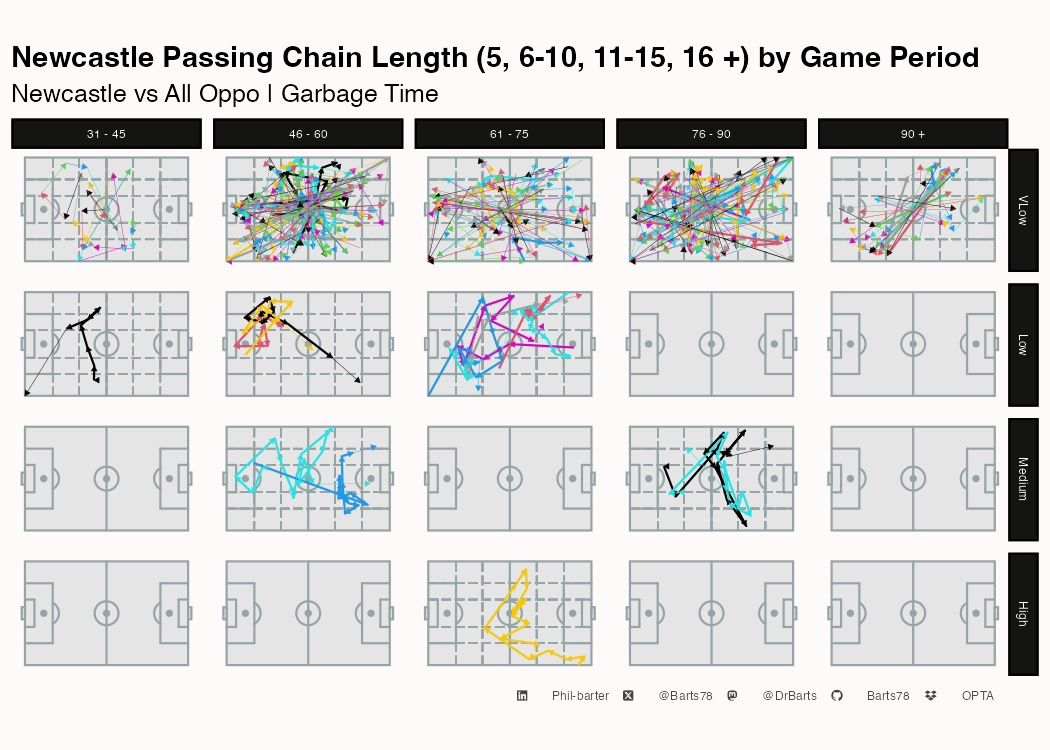 Newcastle Passing Chain Length (5, 6-10, 11-15, 16 +) by Game Period
Newcastle vs All Oppo | Garbage Time
31 - 45
46 - 60
61 - 75
76 - 90
90 +
VLow
Low
Medium
High
Phil-barter @Barts78 @DrBarts Barts78 OPTA